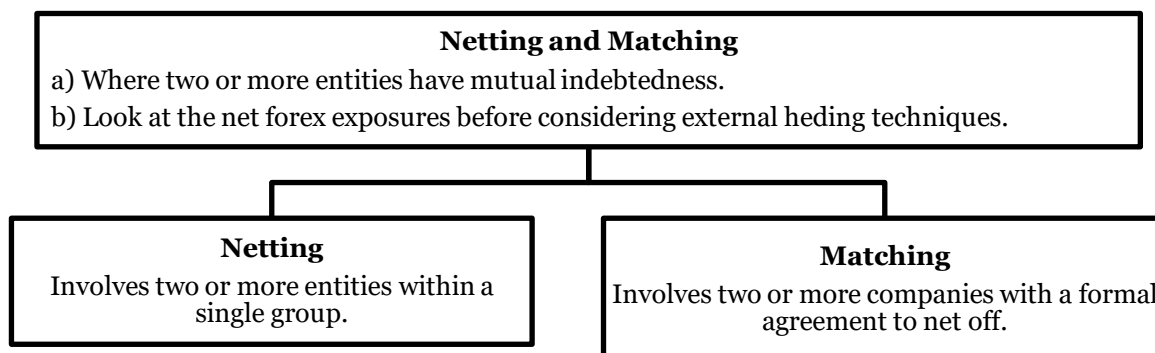 Netting and Matching
a) Where two or more entities have mutual indebtedness.
b) Look at the net forex exposures before considering external heding techniques.
Netting
Involves two or more entities within a
single group.
Matching
Involves two or more companies with a formal
agreement to net off.